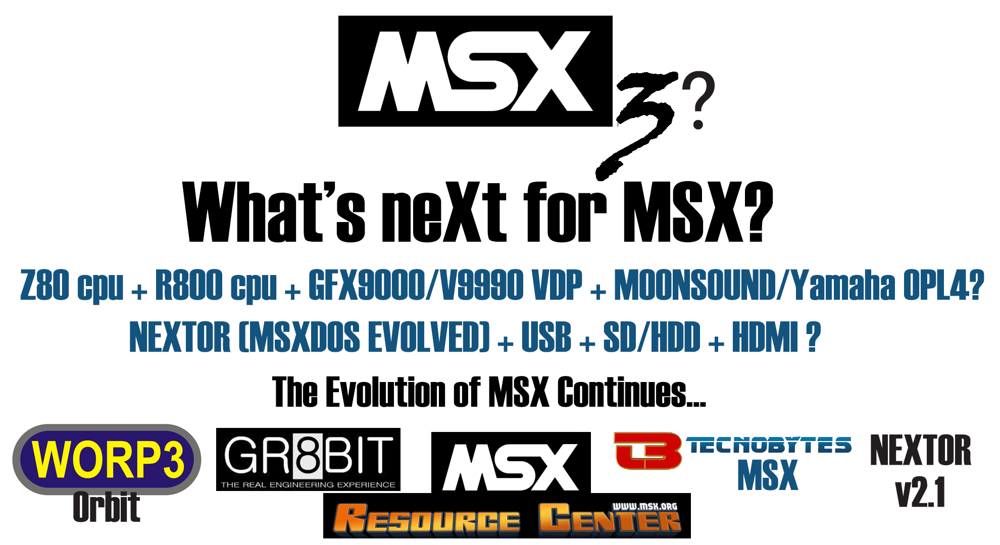 MSX 3?
What's neXt for MSX?
Z80 cpu + R800 cpu + GFX9000/V9990 VDP + MOONSOUND/Yamaha OPL4?
NEXTOR (MSXDOS EVOLVED) + USB + SD/HDD + HDMI ?
The Evolution of MSX Continues...
WORP3
Orbit
GR8BIT
THE REAL ENGINEERING EXPERIENCE
MSX
WWW.MSX.ORG
RESOURCE CENTER
TB TECNOBYTES
MSX
NEXTOR
v2.1